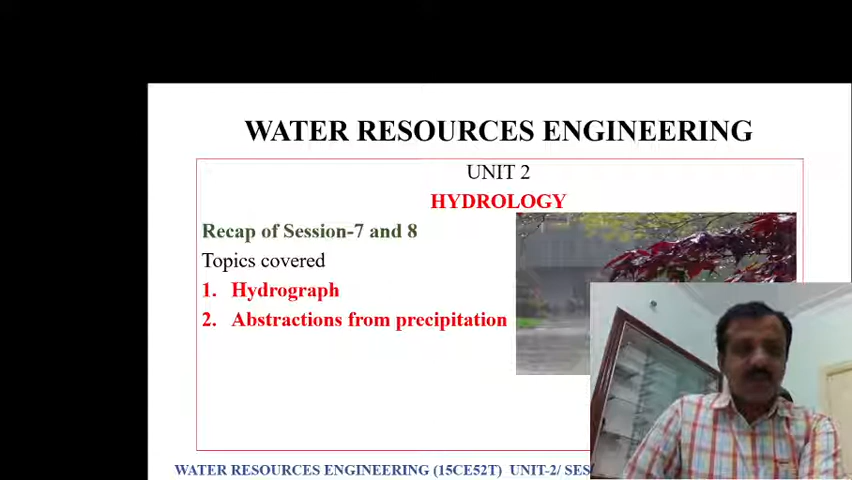 WATER RESOURCES ENGINEERING
UNIT 2
HYDROLOGY
Recap of Session-7 and 8
Topics covered
1. Hydrograph
2. Abstractions from precipitation
WATER RESOURCES ENGINEERING (15CE52T) UNIT-2/